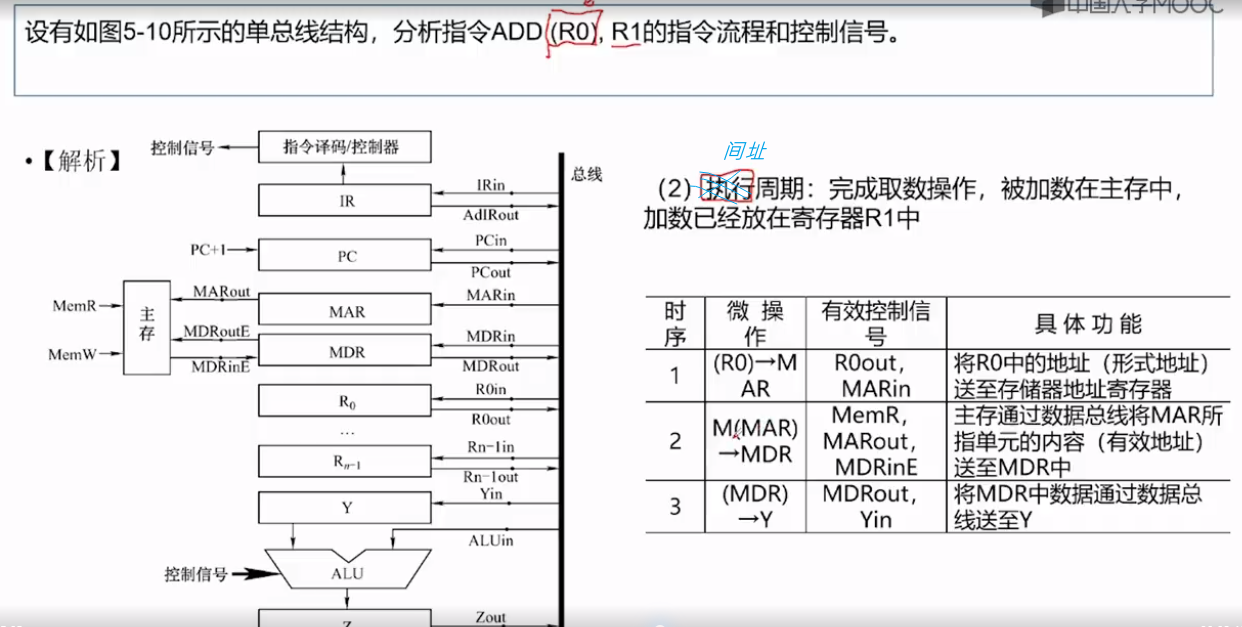 中国大学MOOC
设有如图5-10所示的单总线结构，分析指令ADD (R0), R1的指令流程和控制信号。
•【解析】
控制信号
指令译码/控制器
总线
IR
IRin
AdIRout
PC+1
PC
PCin
PCout
MemR
MemW
主存
MARout
MAR
MARin
MDRoutE
MDRinE
MDR
MDRin
MDRout
R0
R0in
R0out
…
Rn-1
Rn-1in
Rn-1out
Y
Yin
ALUin
控制信号
ALU
Z
Zout
间址
（2）执行周期：完成取数操作，被加数在主存中，
加数已经放在寄存器R1中
时序 微操作 有效控制信号 具体功能
1 (R0)→MAR R0out, MARin 将R0中的地址（形式地址）送至存储器地址寄存器
2 M(MAR)→MDR MemR, MARout, MDRinE 主存通过数据总线将MAR所指单元的内容（有效地址）送至MDR中
3 (MDR)→Y MDRout, Yin 将MDR中数据通过数据总线送至Y